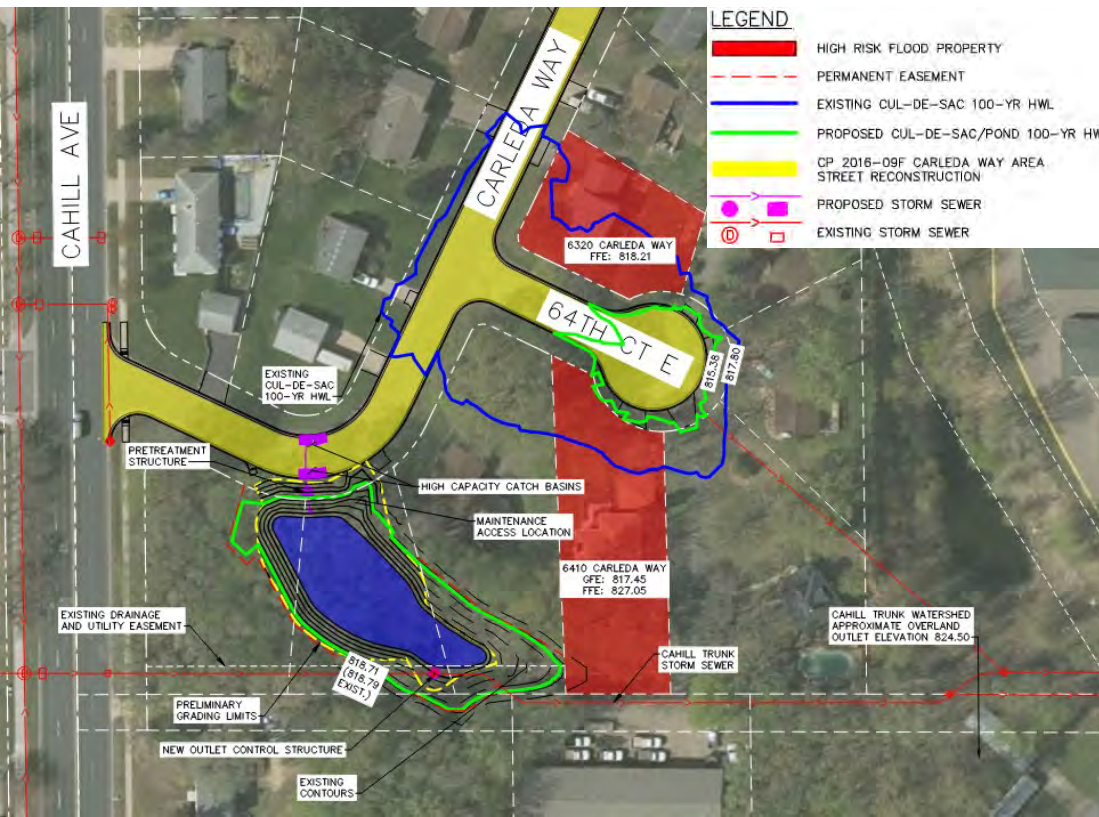 LEGEND
HIGH RISK FLOOD PROPERTY
PERMANENT EASEMENT
EXISTING CUL-DE-SAC 100-YR HWL
PROPOSED CUL-DE-SAC/POND 100-YR HW
CP 2016-09F CARLEDA WAY AREA
STREET RECONSTRUCTION
PROPOSED STORM SEWER
D
EXISTING STORM SEWER
CAHILL AVE
CARLEDA WAY
6320 CARLEDA WAY
FFE: 818.21
64TH CT E
815.38
817.80
EXISTING
CUL-DE-SAC
100-YR HWL
PRETREATMENT
STRUCTURE
HIGH CAPACITY CATCH BASINS
MAINTENANCE
ACCESS LOCATION
6410 CARLEDA WAY
GFE: 817.45
FFE: 827.05
EXISTING DRAINAGE
AND UTILITY EASEMENT
CAHILL TRUNK WATERSHED
APPROXIMATE OVERLAND
OUTLET ELEVATION 824.50
CAHILL TRUNK
STORM SEWER
818.71
(818.79
EXIST.)
PRELIMINARY
GRADING LIMITS
NEW OUTLET CONTROL STRUCTURE
EXISTING
CONTOURS